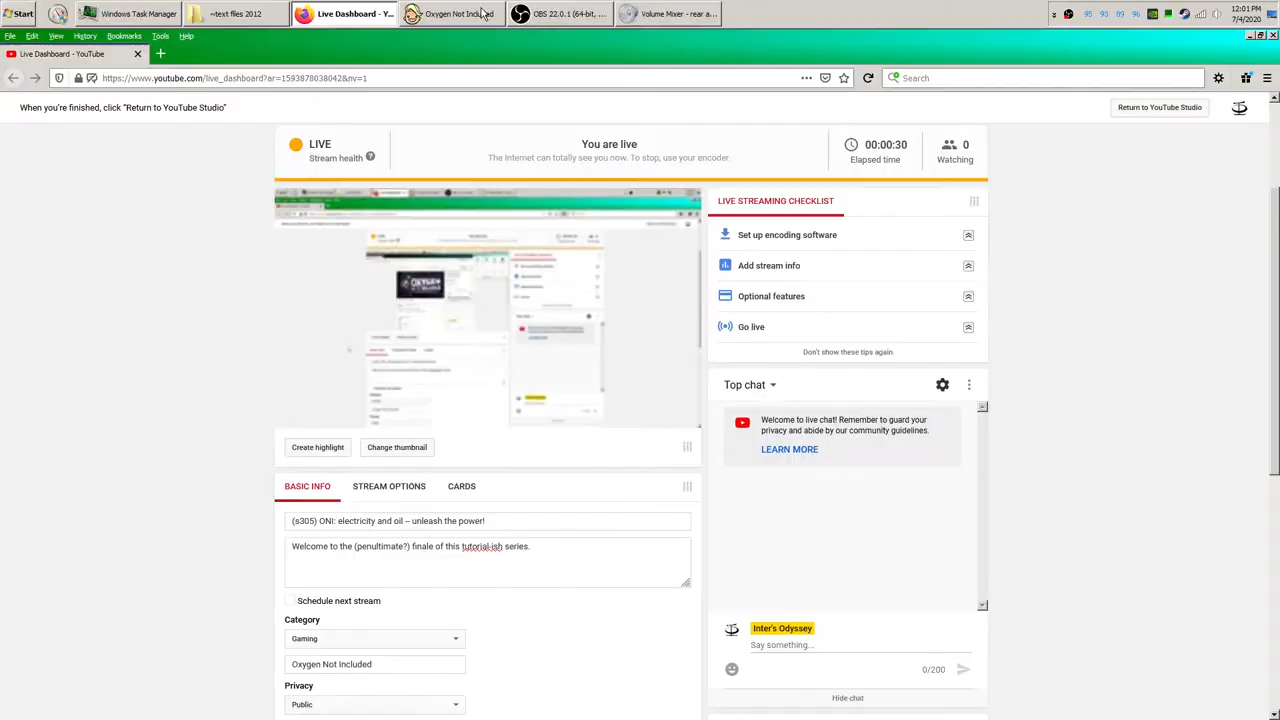 Start
Windows Task Manager
~text files 2012
Live Dashboard - Y...
Oxygen Not Included
OBS 22.0.1 (64-bit, ...
Volume Mixer - rear a...
95 93 89 96
12:01 PM
7/4/2020
File Edit View History Bookmarks Tools Help
Live Dashboard - YouTube
https://www.youtube.com/live_dashboard?ar=1593878038042&nv=1
Search
When you're finished, click "Return to YouTube Studio"
Return to YouTube Studio
LIVE
Stream health
You are live
The Internet can totally see you now. To stop, use your encoder.
00:00:30
Elapsed time
0
Watching
LIVE STREAMING CHECKLIST
Set up encoding software
Add stream info
Optional features
Go live
Don't show these tips again
Create highlight
Change thumbnail
Top chat
Welcome to live chat! Remember to guard your
privacy and abide by our community guidelines.
LEARN MORE
BASIC INFO
STREAM OPTIONS
CARDS
(s305) ONI: electricity and oil -- unleash the power!
Welcome to the (penultimate?) finale of this tutorial-ish series.
Schedule next stream
Category
Gaming
Oxygen Not Included
Privacy
Public
Inter's Odyssey
Say something...
0/200
Hide chat